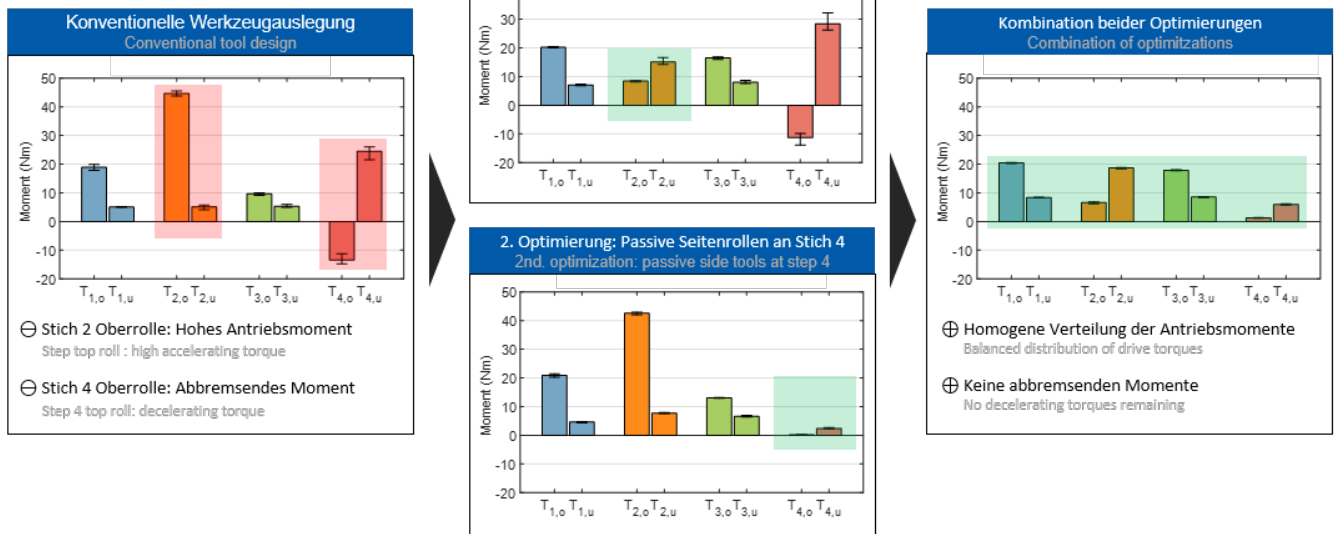 Konventionelle Werkzeugauslegung
Conventional tool design
Moment (Nm)
50
40
30
20
10
0
-10
-20
T1,o T1,u T2,o T2,u T3,o T3,u T4,o T4,u
⊖ Stich 2 Oberrolle: Hohes Antriebsmoment
Step top roll : high accelerating torque
⊖ Stich 4 Oberrolle: Abbremsendes Moment
Step 4 top roll: decelerating torque
Moment (Nm)
30
20
10
0
-10
-20
T1,o T1,u T2,o T2,u T3,o T3,u T4,o T4,u
2. Optimierung: Passive Seitenrollen an Stich 4
2nd. optimization: passive side tools at step 4
Moment (Nm)
50
40
30
20
10
0
-10
-20
T1,o T1,u T2,o T2,u T3,o T3,u T4,o T4,u
Kombination beider Optimierungen
Combination of optimitzations
Moment (Nm)
50
40
30
20
10
0
-10
-20
T1,o T1,u T2,o T2,u T3,o T3,u T4,o T4,u
⊕ Homogene Verteilung der Antriebsmomente
Balanced distribution of drive torques
⊕ Keine abbremsenden Momente
No decelerating torques remaining